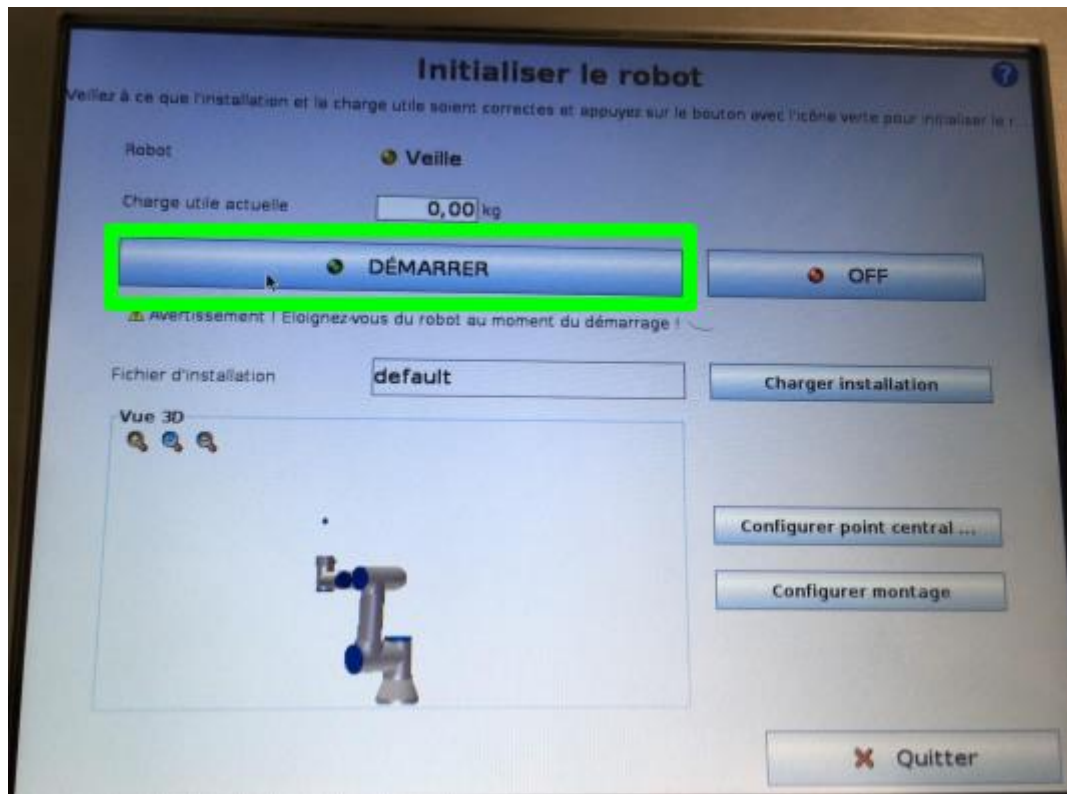 Initialiser le robot
Veillez à ce que l'installation et la charge utile soient correctes et appuyez sur le bouton avec l'icône verte pour initialiser le r...
Robot Veille
Charge utile actuelle 0,00 kg
DÉMARRER OFF
Avertissement ! Eloignez-vous du robot au moment du démarrage !
Fichier d'installation default Charger installation
Vue 3D
Configurer point central ...
Configurer montage
Quitter